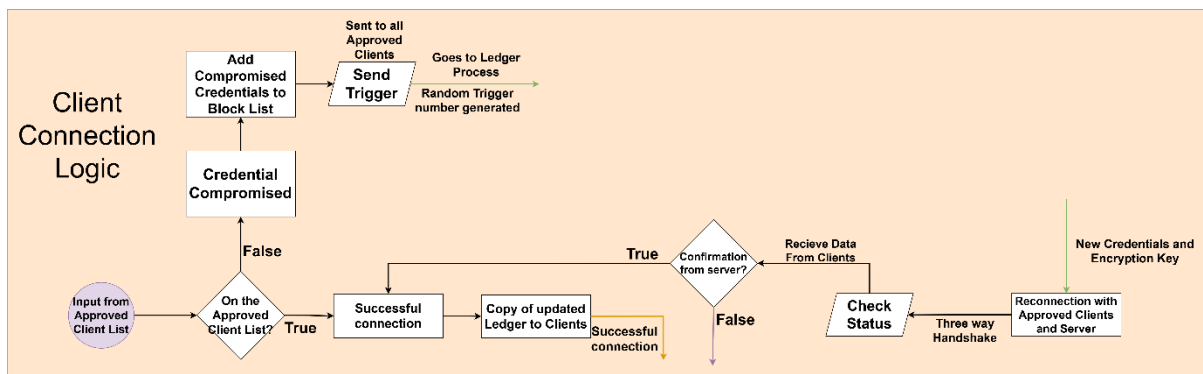 Client
Connection
Logic
Add
Compromised
Credentials to
Block List
Sent to all
Approved
Clients
Send
Trigger
Goes to Ledger
Process
Random Trigger
number generated
Credential
Compromised
False
Input from
Approved
Client List
On the
Approved
Client List?
True
Successful
connection
Copy of updated
Ledger to Clients
Successful
connection
True
Confirmation
from server?
False
Recieve Data
From Clients
Check
Status
Three way
Handshake
New Credentials and
Encryption Key
Reconnection with
Approved Clients
and Server